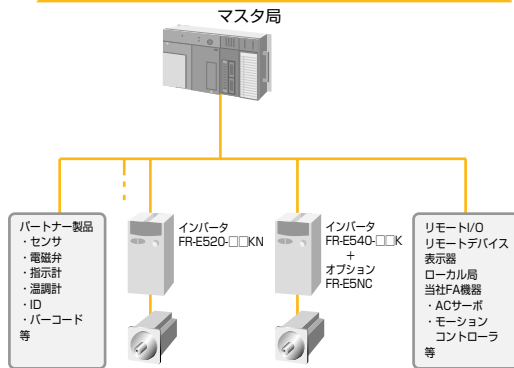 マスタ局
パートナー製品
・センサ
・電磁弁
・指示計
・温調計
・ID
・バーコード
等
インバータ
FR-E520-□□KN
インバータ
FR-E540-□□K
+
オプション
FR-E5NC
リモートI/O
リモートデバイス
表示器
ローカル局
当社FA機器
・ACサーボ
・モーション
コントローラ
等